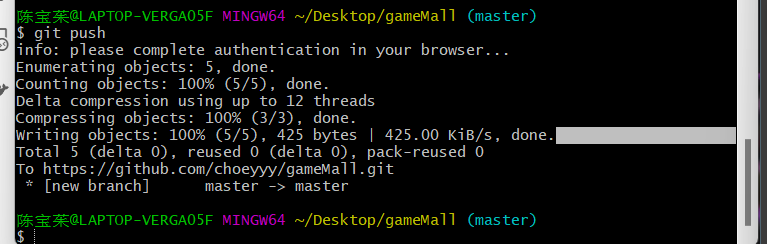 陈宝荣@LAPTOP-VERGAO5F MINGW64 ~/Desktop/gameMall (master)
$ git push
info: please complete authentication in your browser...
Enumerating objects: 5, done.
Counting objects: 100% (5/5), done.
Delta compression using up to 12 threads
Compressing objects: 100% (3/3), done.
Writing objects: 100% (5/5), 425 bytes | 425.00 KiB/s, done.
Total 5 (delta 0), reused 0 (delta 0), pack-reused 0
To https://github.com/choeyyy/gameMall.git
 * [new branch]      master -> master
陈宝荣@LAPTOP-VERGAO5F MINGW64 ~/Desktop/gameMall (master)
$